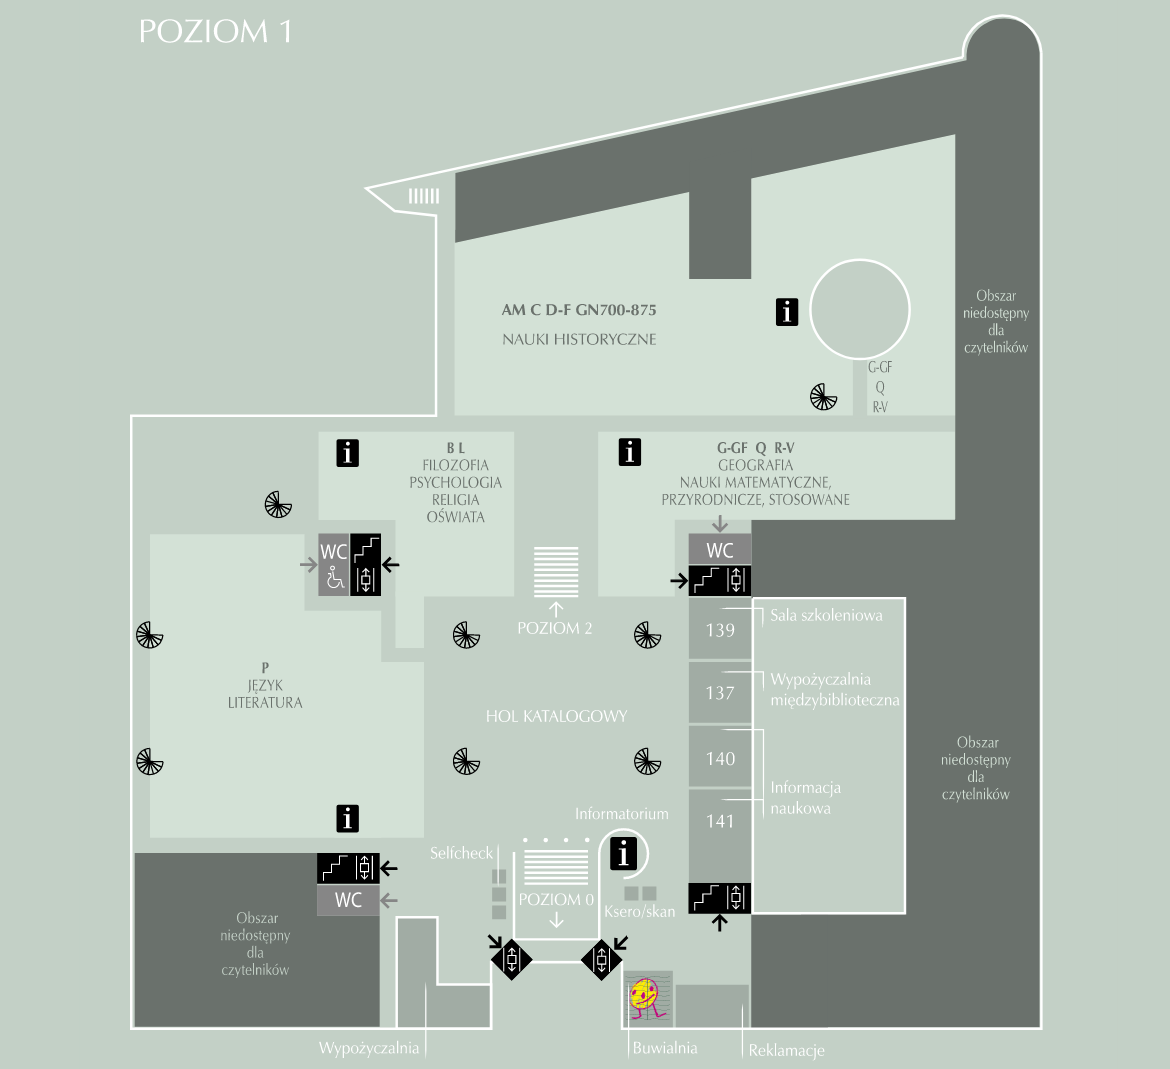 POZIOM 1
Obszar
niedostępny
dla
czytelników
AM C D-F GN700-875
NAUKI HISTORYCZNE
i
G-GF
Q
R-V
i
B L
FILOZOFIA
PSYCHOLOGIA
RELIGIA
OŚWIATA
i
G-GF Q R-V
GEOGRAFIA
NAUKI MATEMATYCZNE,
PRZYRODNICZE, STOSOWANE
WC
WC
POZIOM 2
139
Sala szkoleniowa
P
JĘZYK
LITERATURA
137
Wypożyczalnia
międzybiblioteczna
HOL KATALOGOWY
140
Informacja
naukowa
141
Obszar
niedostępny
dla
czytelników
i
Informatorium
i
Selfcheck
WC
POZIOM 0
Ksero/skan
Obszar
niedostępny
dla
czytelników
Wypożyczalnia
Buwialnia
Reklamacje